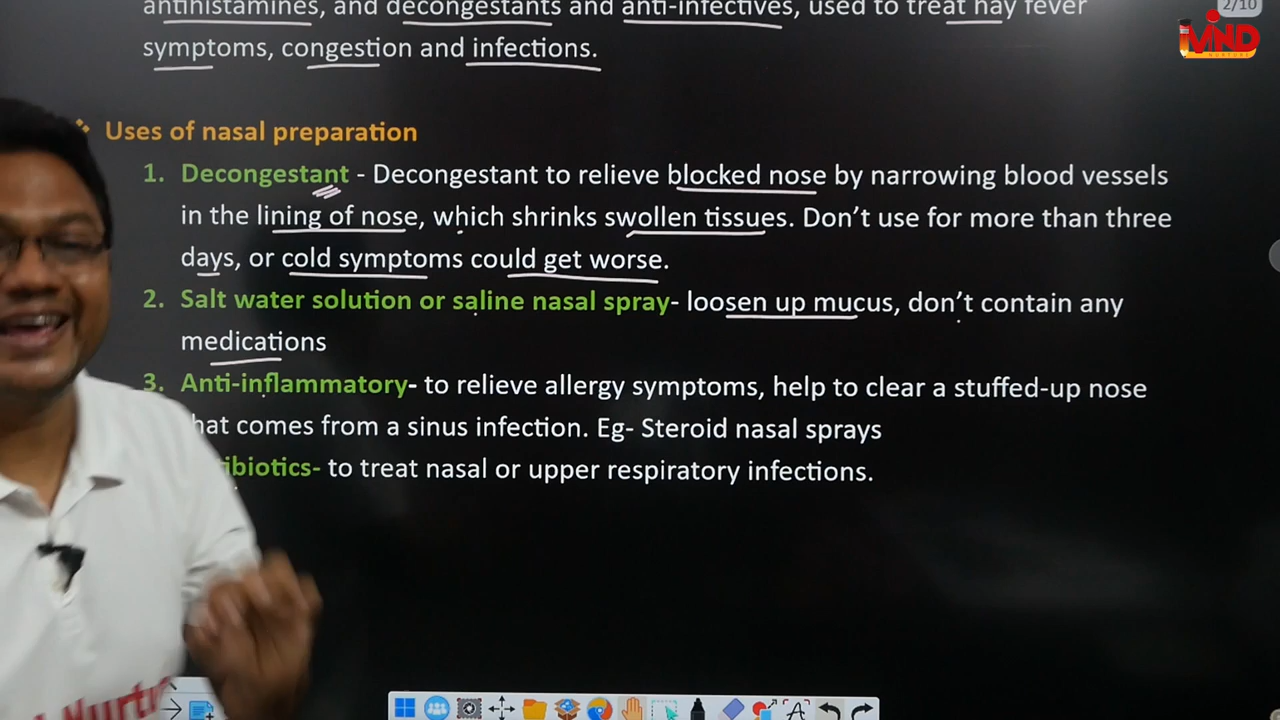 antihistamines, and decongestants and anti-infectives, used to treat hay fever
symptoms, congestion and infections.
2/10
MIND
NURTURE
Uses of nasal preparation
1. Decongestant - Decongestant to relieve blocked nose by narrowing blood vessels
in the lining of nose, which shrinks swollen tissues. Don't use for more than three
days, or cold symptoms could get worse.
2. Salt water solution or saline nasal spray- loosen up mucus, don't contain any
medications
3. Anti-inflammatory- to relieve allergy symptoms, help to clear a stuffed-up nose
hat comes from a sinus infection. Eg- Steroid nasal sprays
ibiotics- to treat nasal or upper respiratory infections.
Nurtur